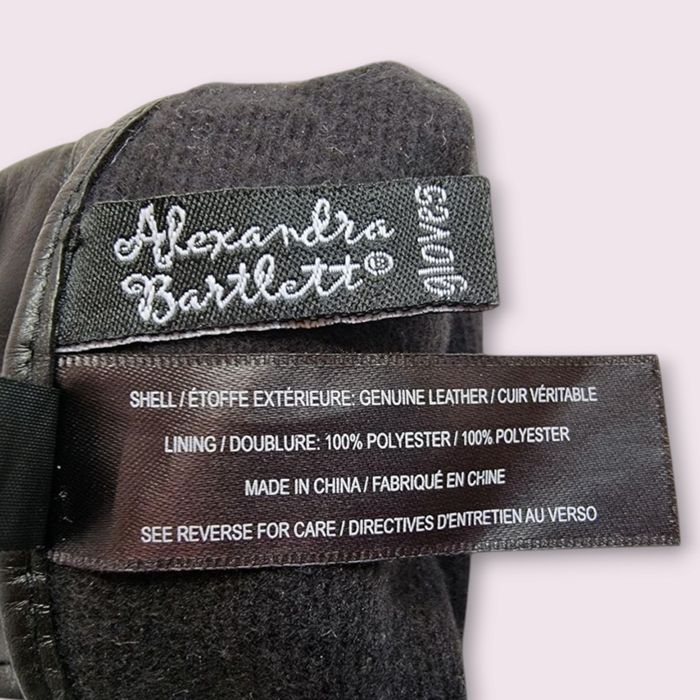 Alexandra
Bartlett®
gloves
SHELL / ÉTOFFE EXTÉRIEURE: GENUINE LEATHER / CUIR VÉRITABLE
LINING / DOUBLURE: 100% POLYESTER / 100% POLYESTER
MADE IN CHINA / FABRIQUÉ EN CHINE
SEE REVERSE FOR CARE / DIRECTIVES D'ENTRETIEN AU VERSO